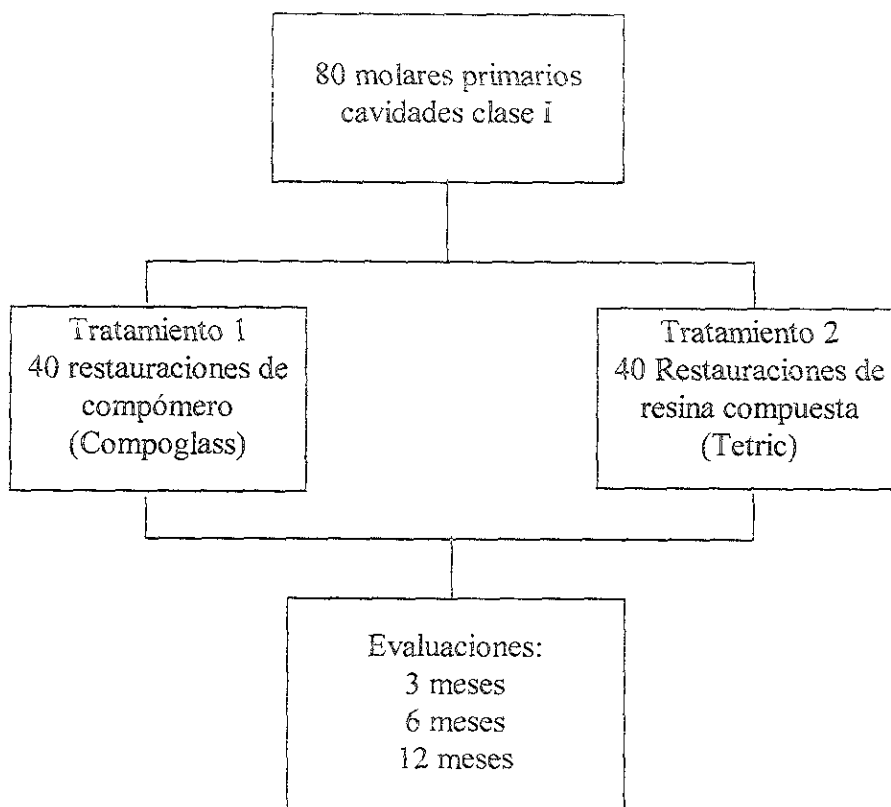 80 molares primarios
cavidades clase I
Tratamiento 1
40 restauraciones de
compómero
(Compoglass)
Tratamiento 2
40 Restauraciones de
resina compuesta
(Tetric)
Evaluaciones:
3 meses
6 meses
12 meses